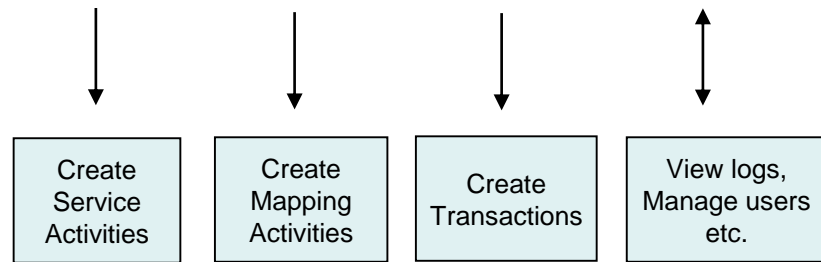 Create
Service
Activities
Create
Mapping
Activities
Create
Transactions
View logs,
Manage users
etc.